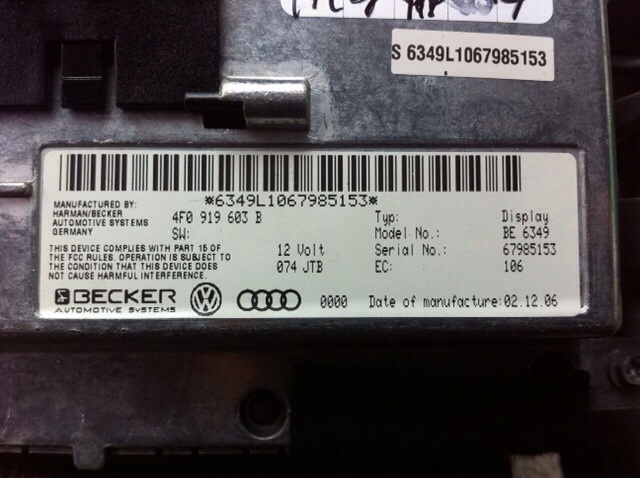 S 6349L1067985153
*6349L1067985153*
MANUFACTURED BY:
HARMAN/BECKER
AUTOMOTIVE SYSTEMS
GERMANY
4F0 919 603 B
SW:
Typ: Display
Model No.: BE 6349
Serial No.: 67985153
EC: 106
12 Volt
074 JTB
THIS DEVICE COMPLIES WITH PART 15 OF
THE FCC RULES. OPERATION IS SUBJECT TO
THE CONDITION THAT THIS DEVICE DOES
NOT CAUSE HARMFUL INTERFERENCE.
BECKER
AUTOMOTIVE SYSTEMS
0000 Date of manufacture:02.12.06